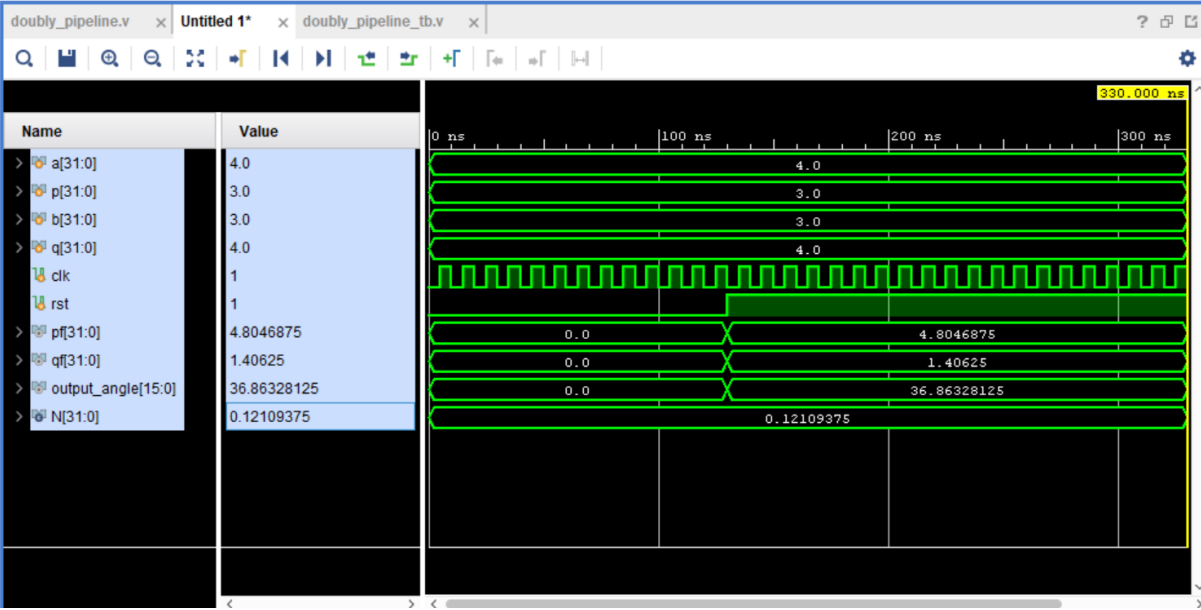 doubly_pipeline.v × Untitled 1* × doubly_pipeline_tb.v × ?
330.000 ns
Name Value 0 ns 100 ns 200 ns 300 ns
a[31:0] 4.0 4.0
p[31:0] 3.0 3.0
b[31:0] 3.0 3.0
q[31:0] 4.0 4.0
clk 1
rst 1
pf[31:0] 4.8046875 0.0 4.8046875
qf[31:0] 1.40625 0.0 1.40625
output_angle[15:0] 36.86328125 0.0 36.86328125
N[31:0] 0.12109375 0.12109375